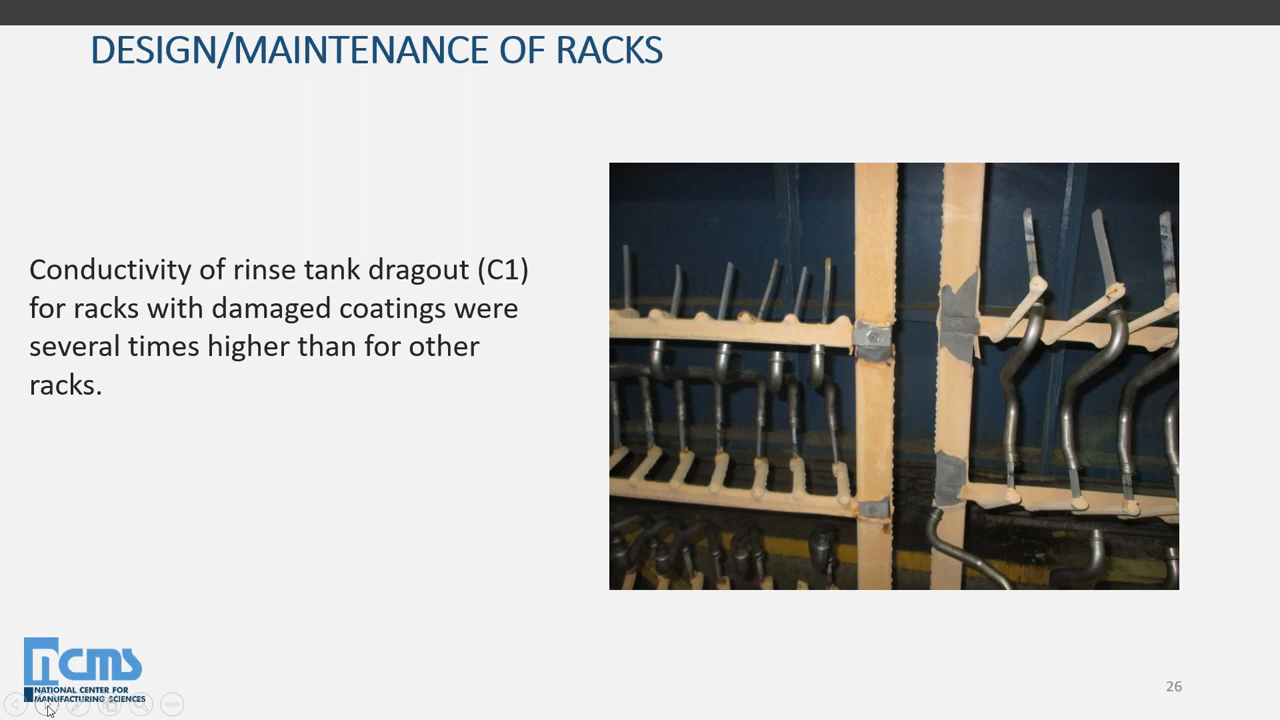 DESIGN/MAINTENANCE OF RACKS
Conductivity of rinse tank dragout (C1)
for racks with damaged coatings were
several times higher than for other
racks.
ncms
NATIONAL CENTER FOR
MANUFACTURING SCIENCES
26